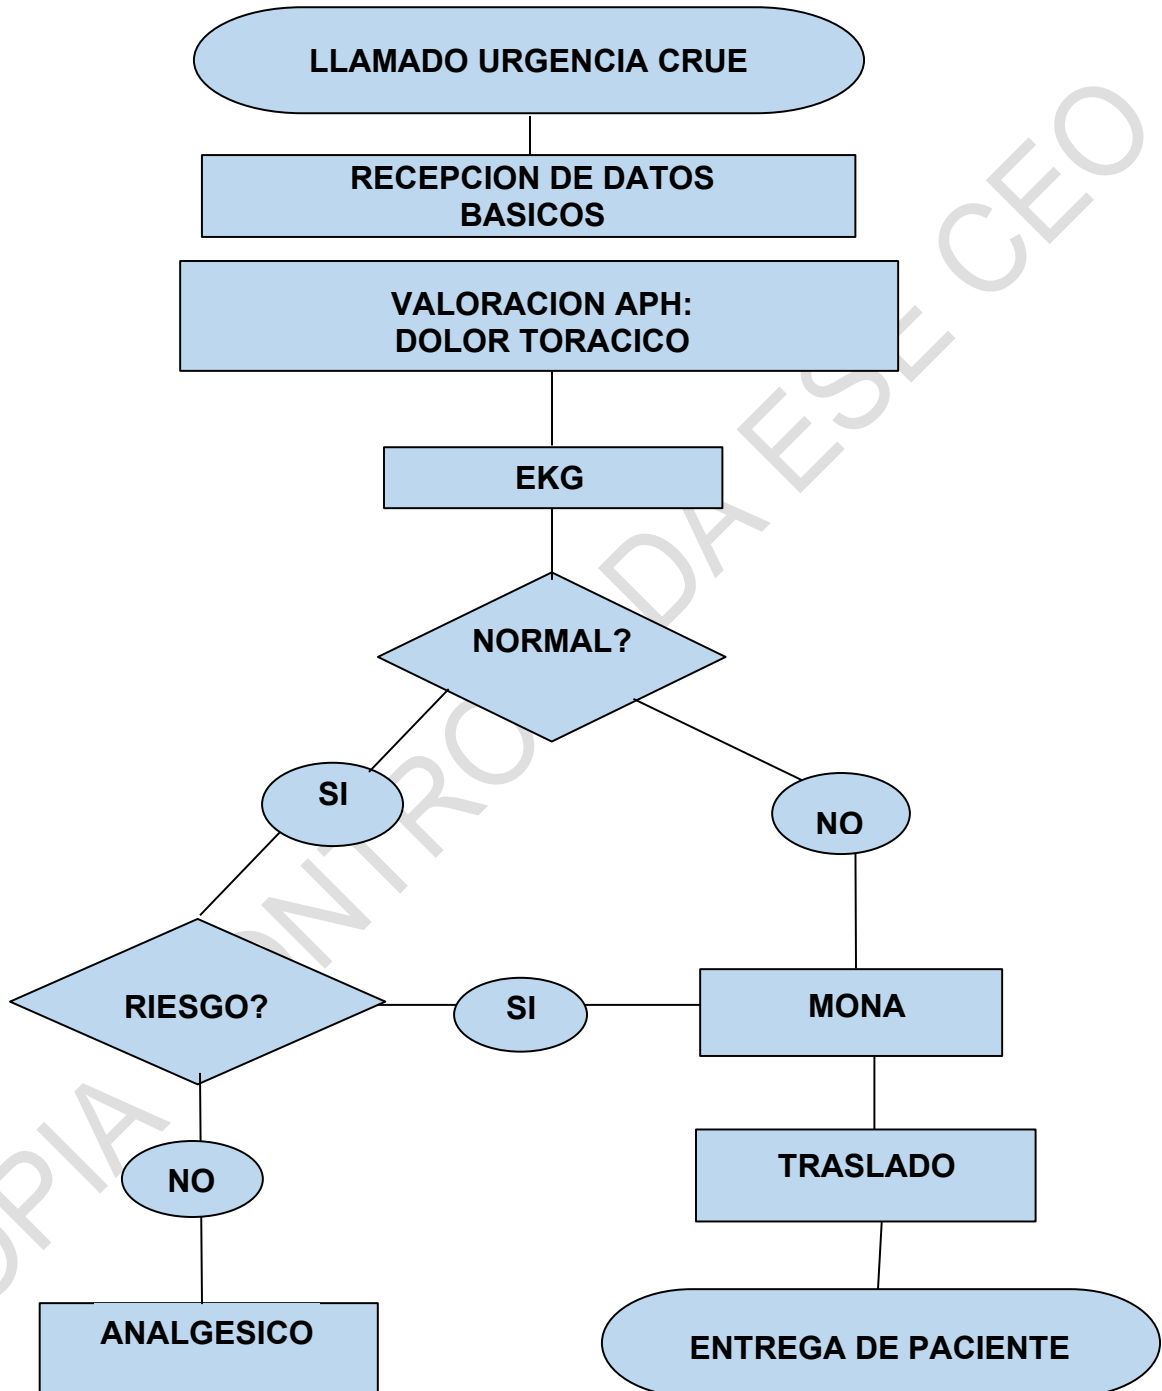 LLAMADO URGENCIA CRUE
RECEPCION DE DATOS
BASICOS
VALORACION APH:
DOLOR TORACICO
EKG
NORMAL?
SI
NO
RIESGO?
SI
MONA
NO
TRASLADO
ANALGESICO
ENTREGA DE PACIENTE